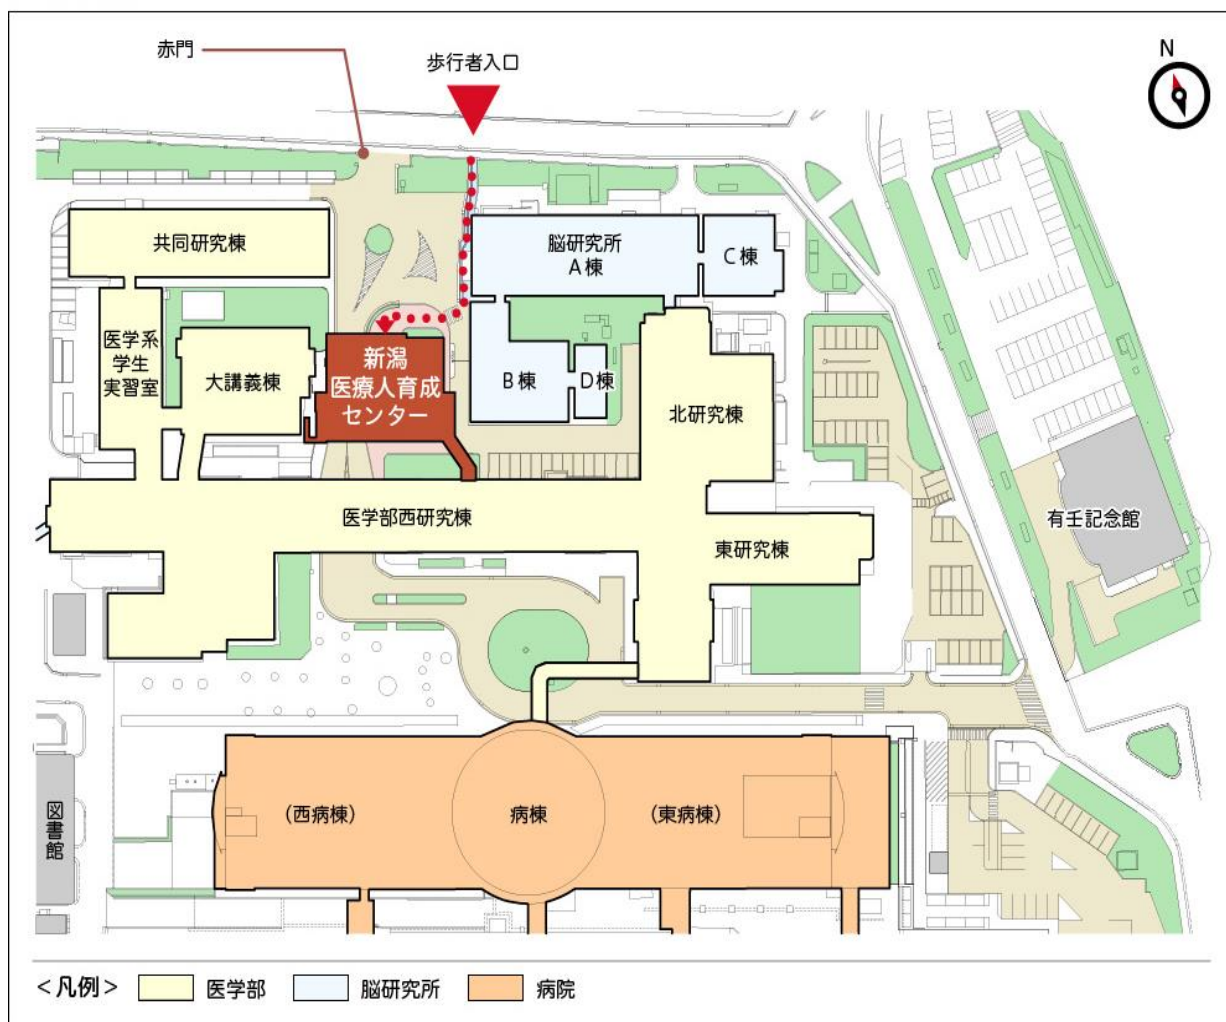 赤門
歩行者入口
N
共同研究棟
脳研究所
A棟
C棟
医学系
学生
実習室
大講義棟
新潟
医療人育成
センター
B棟
D棟
北研究棟
医学部西研究棟
東研究棟
有壬記念館
図書館
(西病棟)
病棟
(東病棟)
<凡例>
医学部
脳研究所
病院